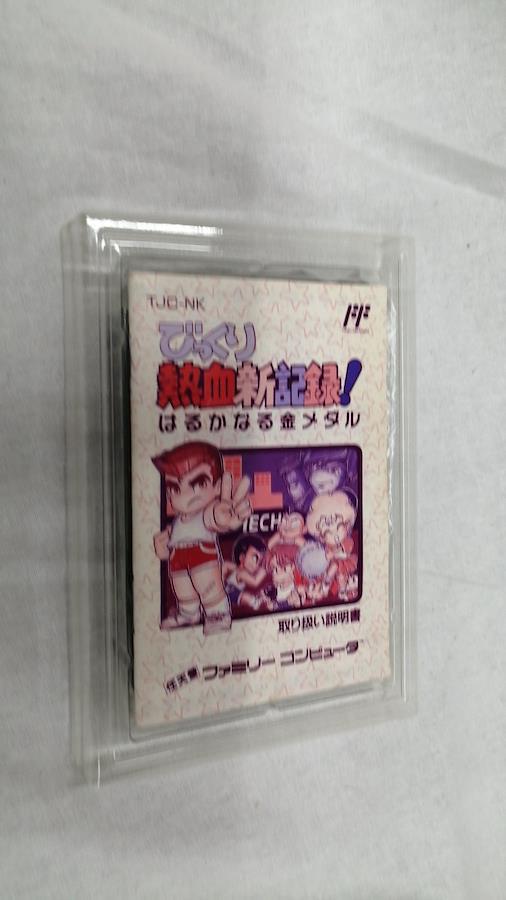 TJC-NK
FF
びっくり
熱血新記録!
はるかなる金メダル
TECH
取り扱い説明書
任天堂 ファミリー コンピュータ